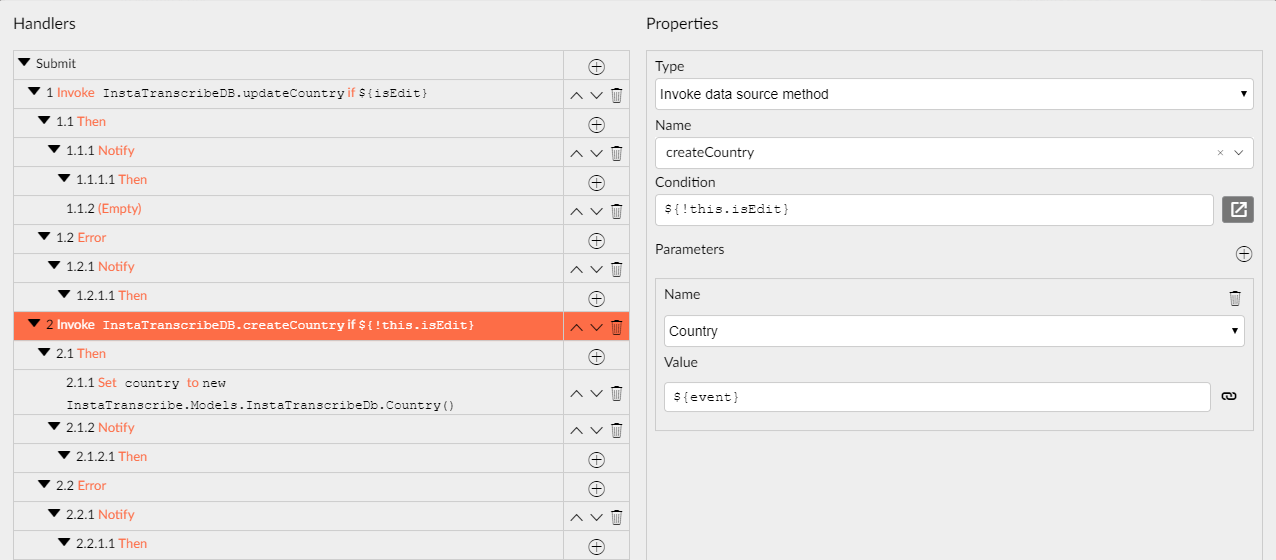 Handlers
Properties
Submit
1 Invoke InstaTranscribeDB.updateCountry if ${isEdit}
1.1 Then
1.1.1 Notify
1.1.1.1 Then
1.1.2 (Empty)
1.2 Error
1.2.1 Notify
1.2.1.1 Then
2 Invoke InstaTranscribeDB.createCountry if ${!this.isEdit}
2.1 Then
2.1.1 Set country to new
InstaTranscribe.Models.InstaTranscribeDb.Country()
2.1.2 Notify
2.1.2.1 Then
2.2 Error
2.2.1 Notify
2.2.1.1 Then
Type
Invoke data source method
Name
createCountry
Condition
${!this.isEdit}
Parameters
Name
Country
Value
${event}